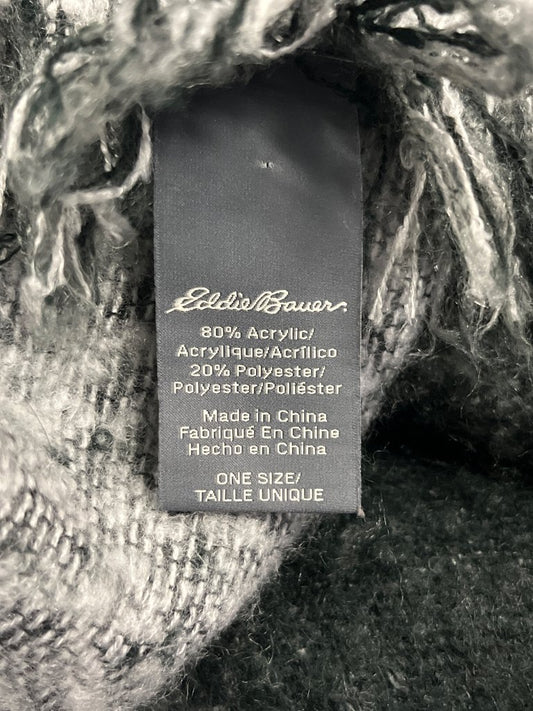 Eddie Bauer
80% Acrylic/
Acrylique/Acrílico
20% Polyester/
Polyester/Poliéster
Made in China
Fabriqué En Chine
Hecho en China
ONE SIZE/
TAILLE UNIQUE